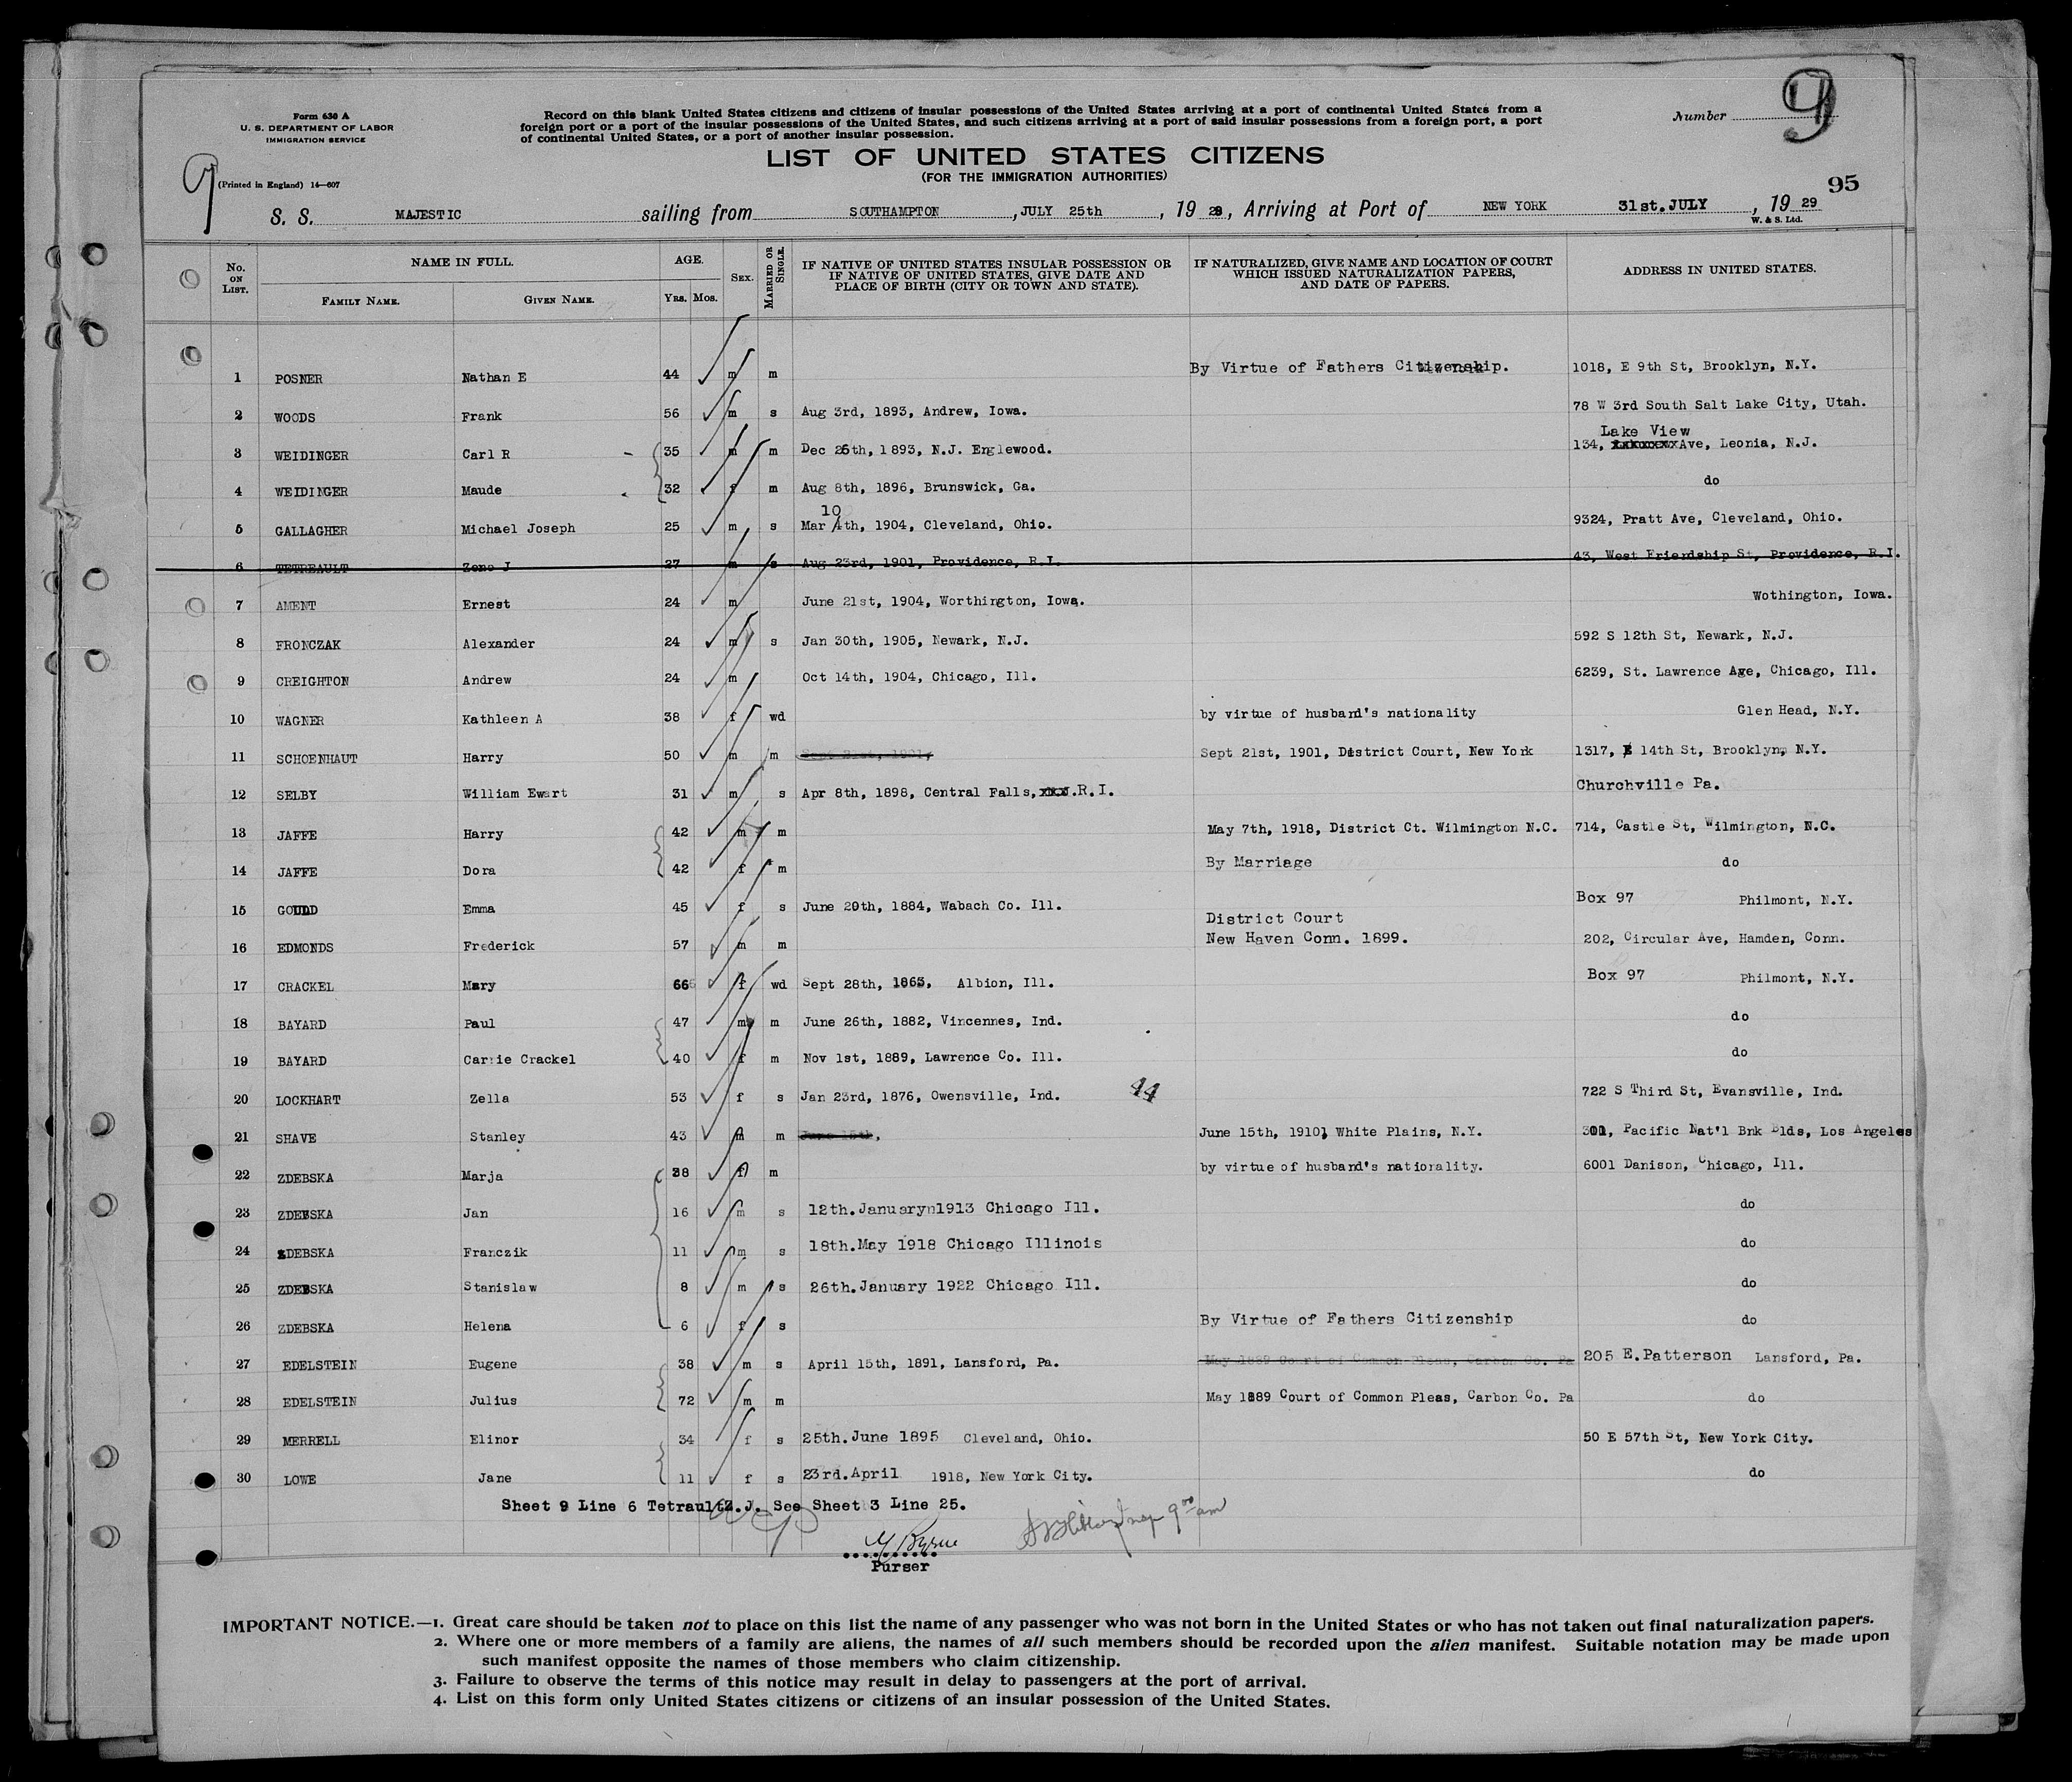 Form 630 A
U. S. DEPARTMENT OF LABOR
IMMIGRATION SERVICE
(Printed in England) 14—607
Record on this blank United States citizens and citizens of insular possessions of the United States arriving at a port of continental United States from a
foreign port or a port of the insular possessions of the United States, and such citizens arriving at a port of said insular possessions from a foreign port, a port
of continental United States, or a port of another insular possession.
Number 9
9
LIST OF UNITED STATES CITIZENS
(FOR THE IMMIGRATION AUTHORITIES)
95
S. S. MAJESTIC sailing from SOUTHAMPTON, JULY 25th, 19 29, Arriving at Port of NEW YORK 31st.JULY, 19 29
W. & S. Ltd.
No. ON LIST. NAME IN FULL. FAMILY NAME. GIVEN NAME. AGE. YRS. MOS. SEX. MARRIED OR SINGLE. IF NATIVE OF UNITED STATES INSULAR POSSESSION OR IF NATIVE OF UNITED STATES, GIVE DATE AND PLACE OF BIRTH (CITY OR TOWN AND STATE). IF NATURALIZED, GIVE NAME AND LOCATION OF COURT WHICH ISSUED NATURALIZATION PAPERS, AND DATE OF PAPERS. ADDRESS IN UNITED STATES.
1 POSNER Nathan E 44 m m By Virtue of Fathers Citizenship. 1018, E 9th St, Brooklyn, N.Y.
2 WOODS Frank 56 m s Aug 3rd, 1893, Andrew, Iowa. 78 W 3rd South Salt Lake City, Utah.
3 WEIDINGER Carl R 35 m m Dec 25th, 1893, N.J. Englewood. 134, Lake View Ave, Leonia, N.J.
4 WEIDINGER Maude 32 f m Aug 8th, 1896, Brunswick, Ga. do
5 GALLAGHER Michael Joseph 25 m s Mar 10th, 1904, Cleveland, Ohio. 9324, Pratt Ave, Cleveland, Ohio.
6 TETREAULT Zeno J 27 m s Aug 23rd, 1901, Providence, R.I. 43, West Friendship St, Providence, R.I.
7 AMENT Ernest 24 m June 21st, 1904, Worthington, Iowa. Wothington, Iowa.
8 FRONCZAK Alexander 24 m s Jan 30th, 1905, Newark, N.J. 592 S 12th St, Newark, N.J.
9 CREIGHTON Andrew 24 m Oct 14th, 1904, Chicago, Ill. 6239, St. Lawrence Age, Chicago, Ill.
10 WAGNER Kathleen A 38 f wd by virtue of husband's nationality Glen Head, N.Y.
11 SCHOENHAUT Harry 50 m m Sept 21st, 1901, Sept 21st, 1901, District Court, New York 1317, E 14th St, Brooklyn, N.Y.
12 SELBY William Ewart 31 m s Apr 8th, 1898, Central Falls, R.I. Churchville Pa.
13 JAFFE Harry 42 m m May 7th, 1918, District Ct. Wilmington N.C. 714, Castle St, Wilmington, N.C.
14 JAFFE Dora 42 f m By Marriage do
15 GOULD Emma 45 f s June 29th, 1884, Wabach Co. Ill. Box 97 Philmont, N.Y.
16 EDMONDS Frederick 57 m m District Court New Haven Conn. 1899. 202, Circular Ave, Hamden, Conn.
17 CRACKEL Mary 66 f wd Sept 28th, 1863, Albion, Ill. Box 97 Philmont, N.Y.
18 BAYARD Paul 47 m m June 26th, 1882, Vincennes, Ind. do
19 BAYARD Carrie Crackel 40 f m Nov 1st, 1889, Lawrence Co. Ill. do
20 LOCKHART Zella 53 f s Jan 23rd, 1876, Owensville, Ind. 44 722 S Third St, Evansville, Ind.
21 SHAVE Stanley 43 m m June 15th, June 15th, 1910, White Plains, N.Y. 301, Pacific Nat'l Bnk Blds, Los Angeles
22 ZDEBSKA Marja 38 f m by virtue of husband's nationality. 6001 Danison, Chicago, Ill.
23 ZDEBSKA Jan 16 m s 12th.January 1913 Chicago Ill. do
24 ZDEBSKA Franczik 11 m s 18th.May 1918 Chicago Illinois do
25 ZDEBSKA Stanislaw 8 m s 26th.January 1922 Chicago Ill. do
26 ZDEBSKA Helena 6 f s By Virtue of Fathers Citizenship do
27 EDELSTEIN Eugene 38 m s April 15th, 1891, Lansford, Pa. May 1889 Court of Common Pleas, Carbon Co. Pa 205 E.Patterson Lansford, Pa.
28 EDELSTEIN Julius 72 m m May 1889 Court of Common Pleas, Carbon Co. Pa do
29 MERRELL Elinor 34 f s 25th.June 1895 Cleveland, Ohio. 50 E 57th St, New York City.
30 LOWE Jane 11 f s 23rd.April 1918, New York City. do
Sheet 9 Line 6 Tetrault Z.J. See Sheet 3 Line 25.
Byrne
9 00 am
Purser
IMPORTANT NOTICE.—1. Great care should be taken not to place on this list the name of any passenger who was not born in the United States or who has not taken out final naturalization papers.
2. Where one or more members of a family are aliens, the names of all such members should be recorded upon the alien manifest. Suitable notation may be made upon
such manifest opposite the names of those members who claim citizenship.
3. Failure to observe the terms of this notice may result in delay to passengers at the port of arrival.
4. List on this form only United States citizens or citizens of an insular possession of the United States.